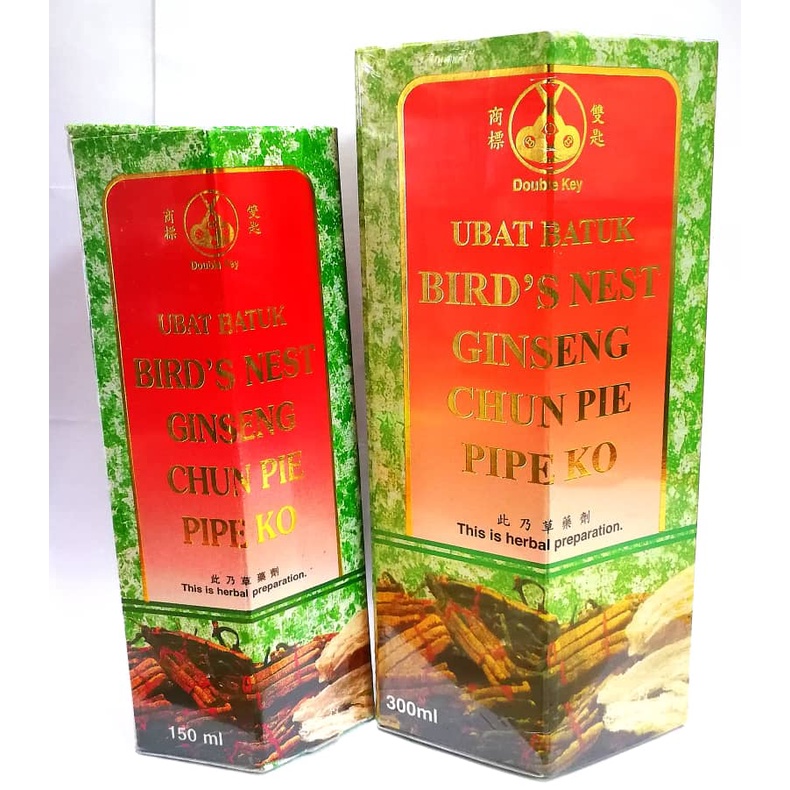 商標
雙匙
Double Key
UBAT BATUK
BIRD'S NEST
GINSENG
CHUN PIE
PIPE KO
此乃草藥劑
This is herbal preparation.
150 ml
商標
雙匙
Double Key
UBAT BATUK
BIRD'S NEST
GINSENG
CHUN PIE
PIPE KO
此乃草藥劑
This is herbal preparation.
300ml